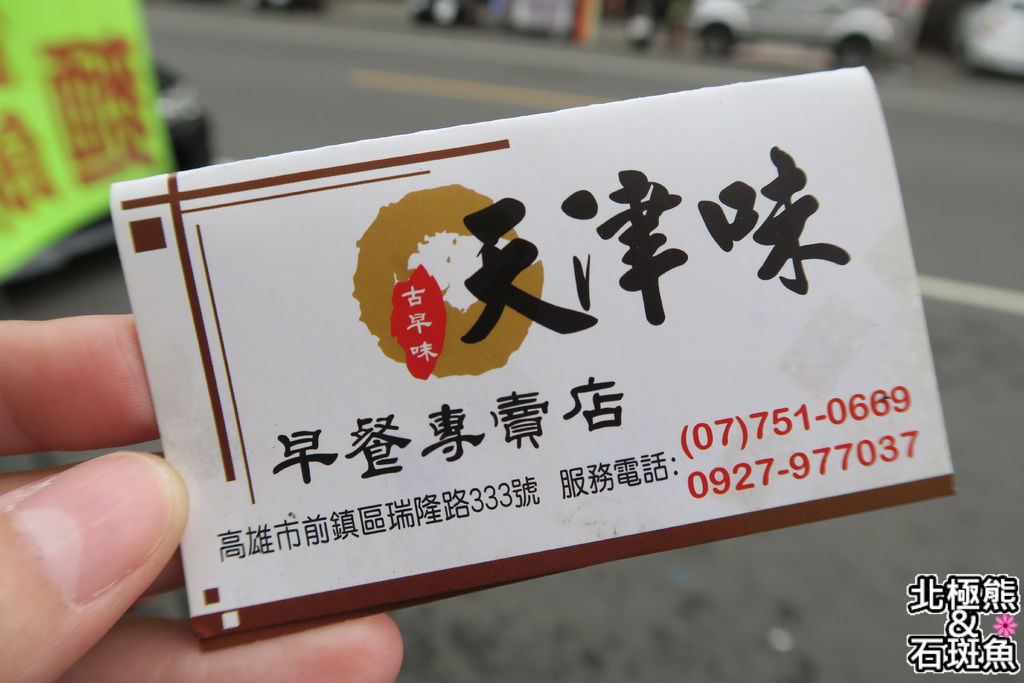 天津味
古早味
早餐專賣店
高雄市前鎮區瑞隆路333號
服務電話:
(07)751-0669
0927-977037
北極熊
&
石斑魚